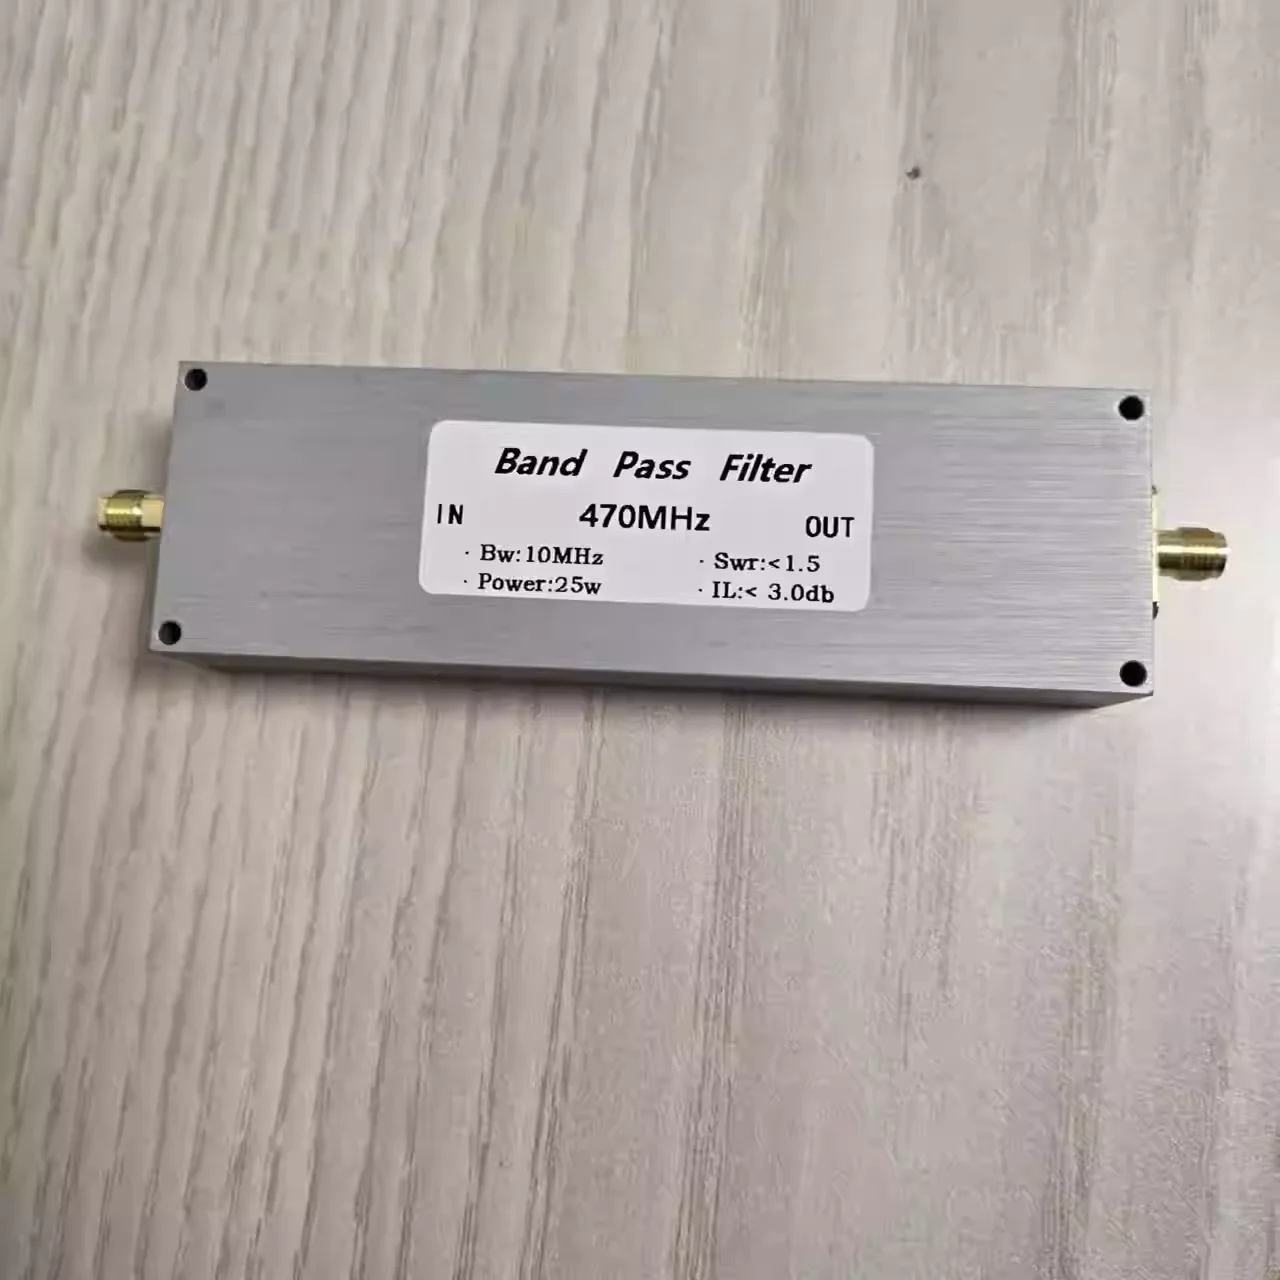 Band Pass Filter
IN 470MHz OUT
· Bw:10MHz · Swr:<1.5
· Power:25w · IL:< 3.0db